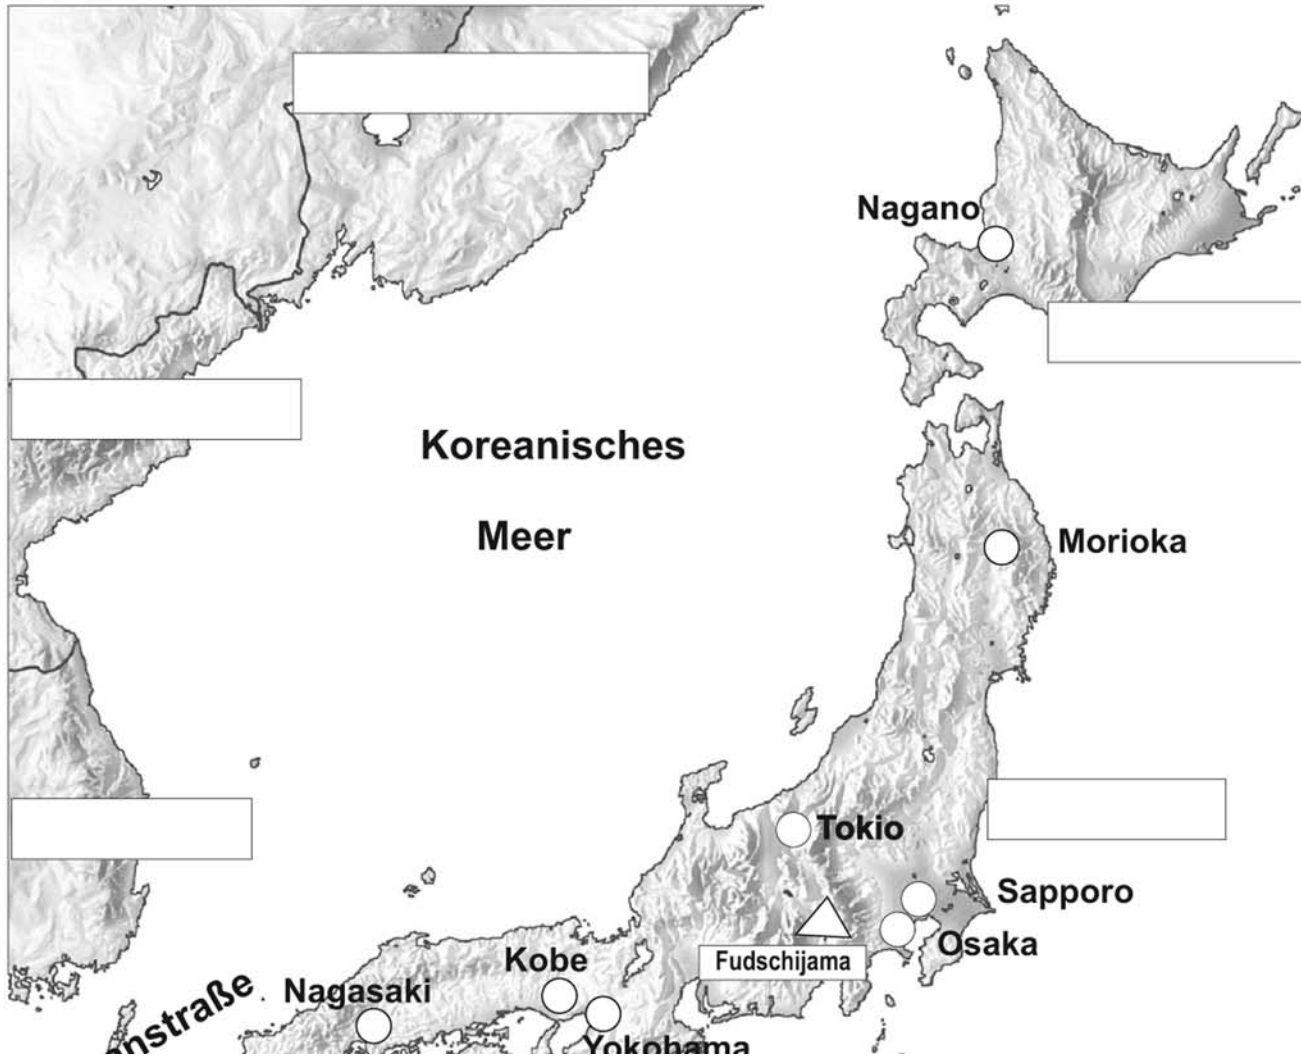 Nagano
Koreanisches
Meer
Morioka
Tokio
Sapporo
Osaka
Fudschijama
Kobe
Nagasaki
nstraße
Yokohama